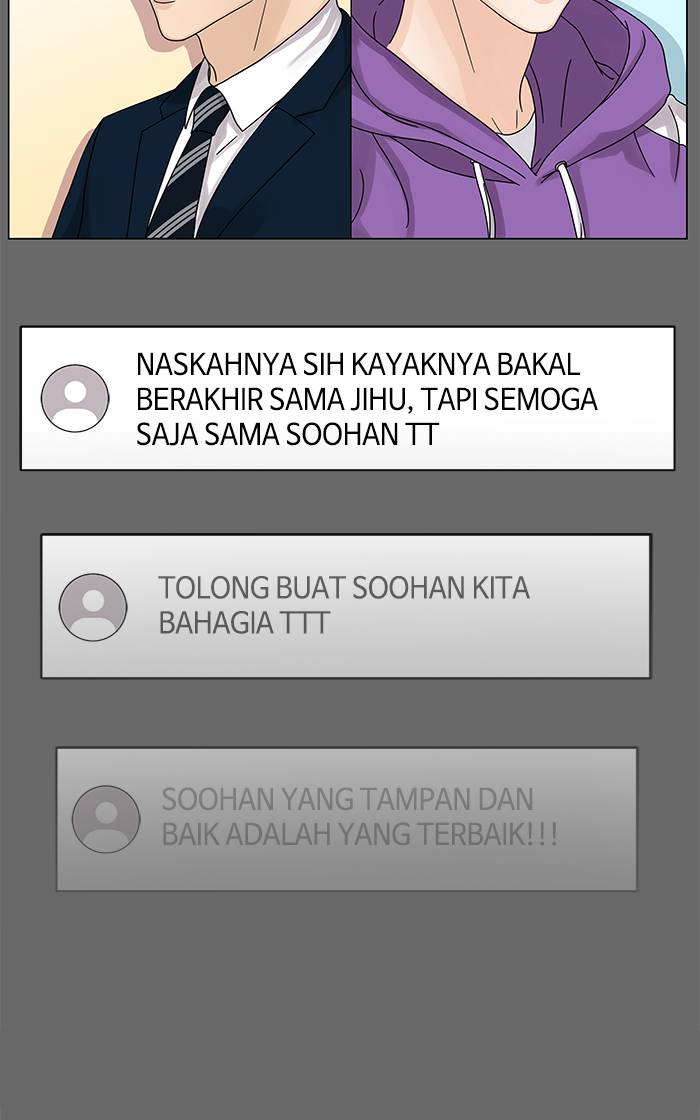 NASKAHNYA SIH KAYAKNYA BAKAL
BERAKHIR SAMA JIHU, TAPI SEMOGA
SAJA SAMA SOOHAN TT
TOLONG BUAT SOOHAN KITA
BAHAGIA TTT
SOOHAN YANG TAMPAN DAN
BAIK ADALAH YANG TERBAIK!!!